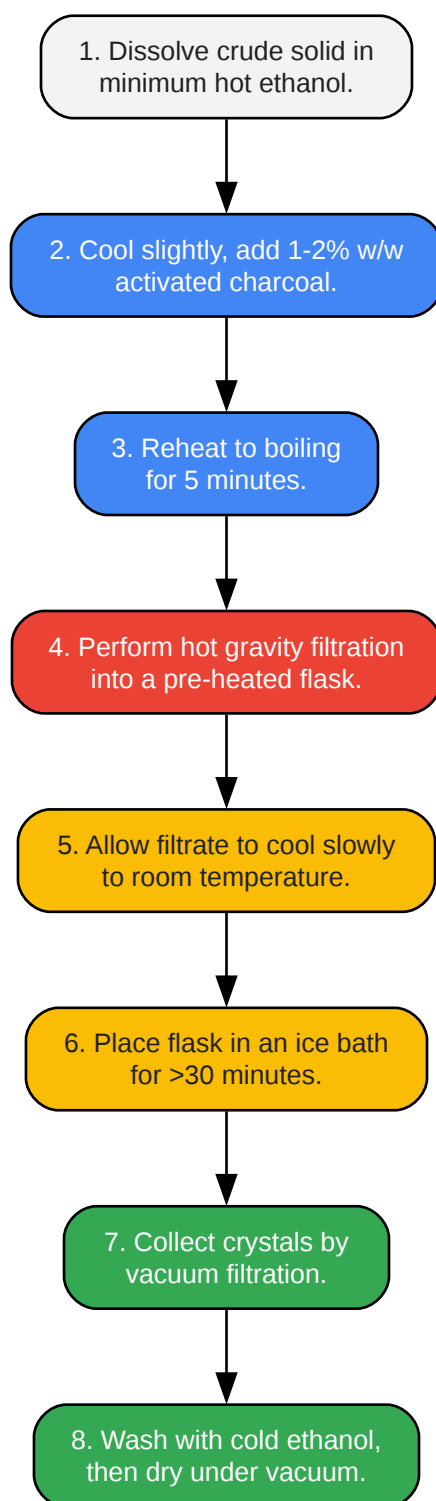 1. Dissolve crude solid in
minimum hot ethanol.
2. Cool slightly, add 1-2% w/w
activated charcoal.
3. Reheat to boiling
for 5 minutes.
4. Perform hot gravity filtration
into a pre-heated flask.
5. Allow filtrate to cool slowly
to room temperature.
6. Place flask in an ice bath
for >30 minutes.
7. Collect crystals by
vacuum filtration.
8. Wash with cold ethanol,
then dry under vacuum.